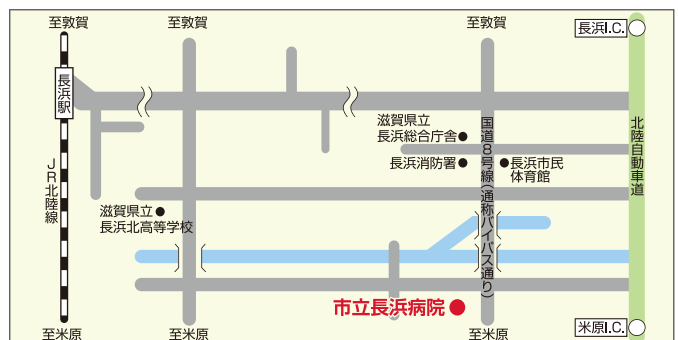 至敦賀
至敦賀
至敦賀
長浜I.C.
長浜駅
滋賀県立
長浜総合庁舎
長浜消防署
長浜市民
体育館
国道8号線(通称バイパス通り)
北陸自動車道
JR北陸線
滋賀県立
長浜北高等学校
市立長浜病院
至米原
至米原
至米原
米原I.C.